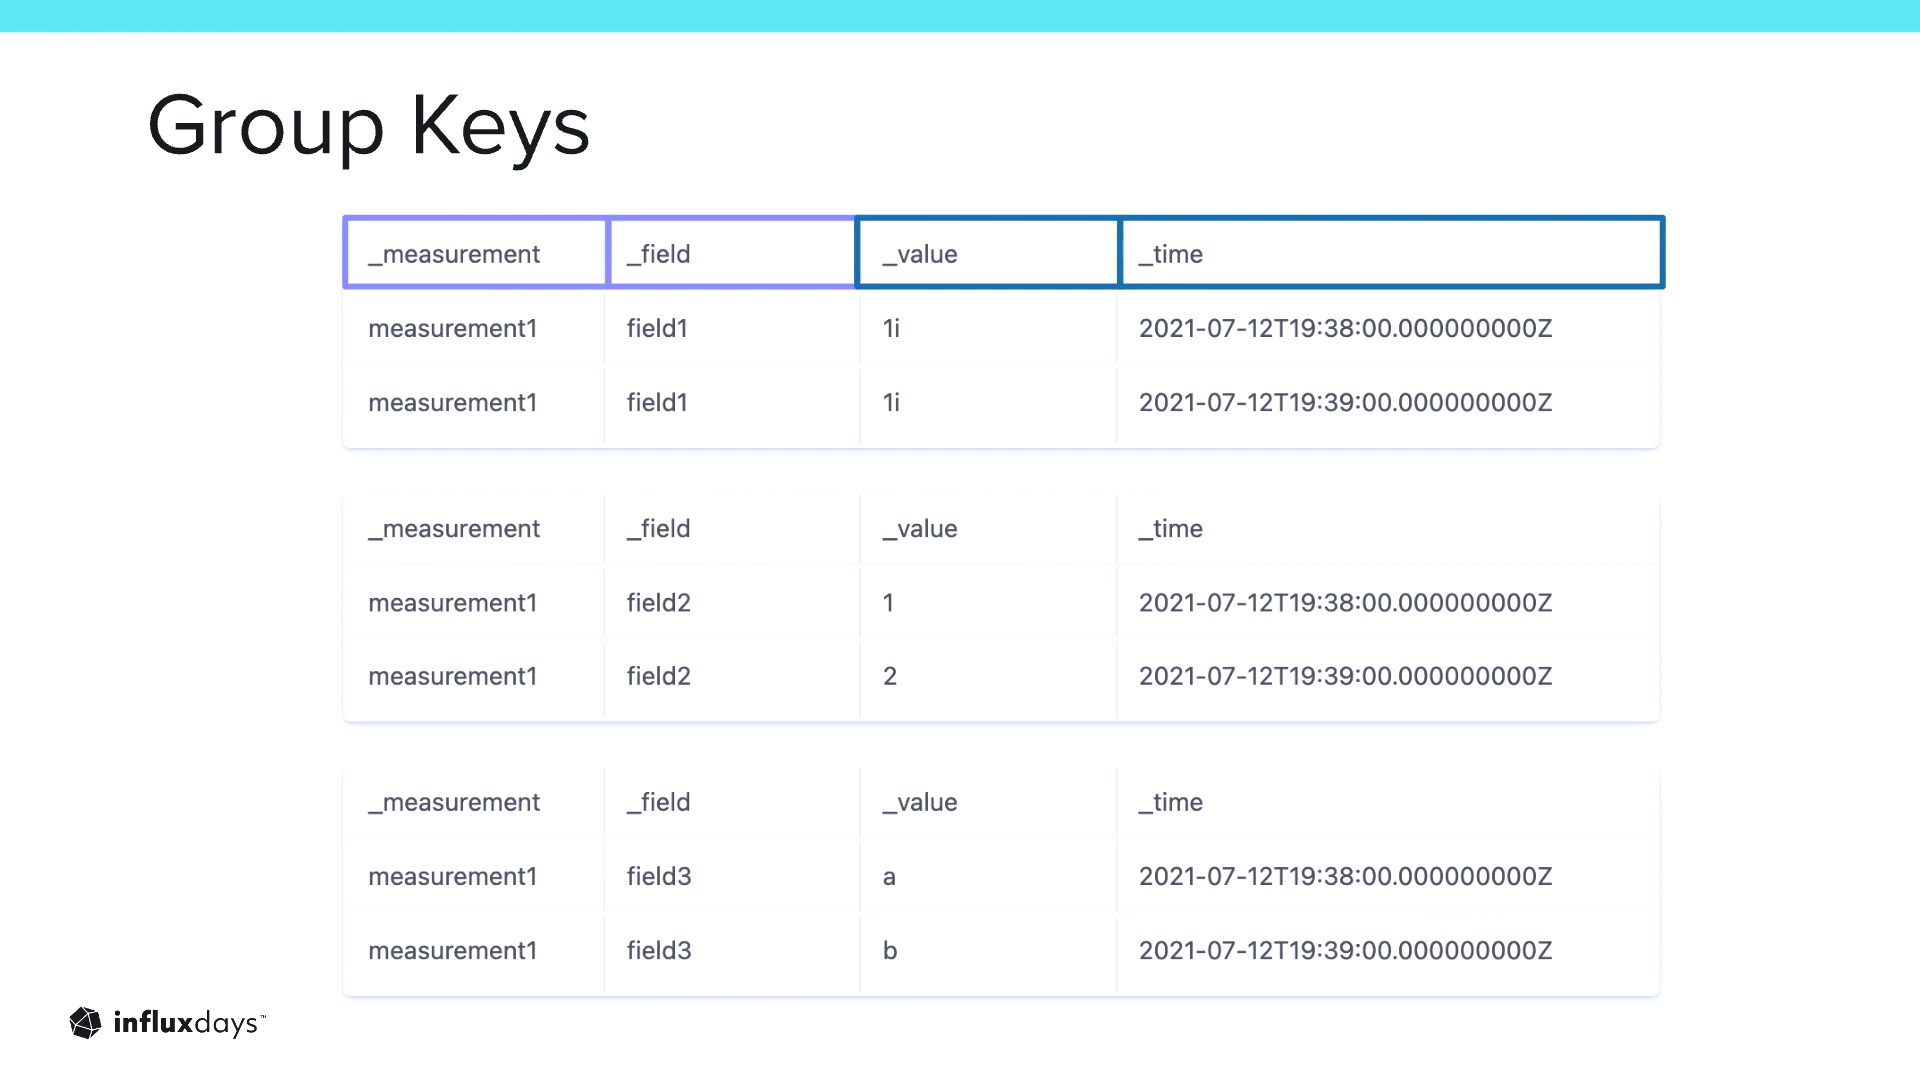 Group Keys
_measurement _field _value _time
measurement1 field1 1i 2021-07-12T19:38:00.000000000Z
measurement1 field1 1i 2021-07-12T19:39:00.000000000Z
_measurement _field _value _time
measurement1 field2 1 2021-07-12T19:38:00.000000000Z
measurement1 field2 2 2021-07-12T19:39:00.000000000Z
_measurement _field _value _time
measurement1 field3 a 2021-07-12T19:38:00.000000000Z
measurement1 field3 b 2021-07-12T19:39:00.000000000Z
influxdays™